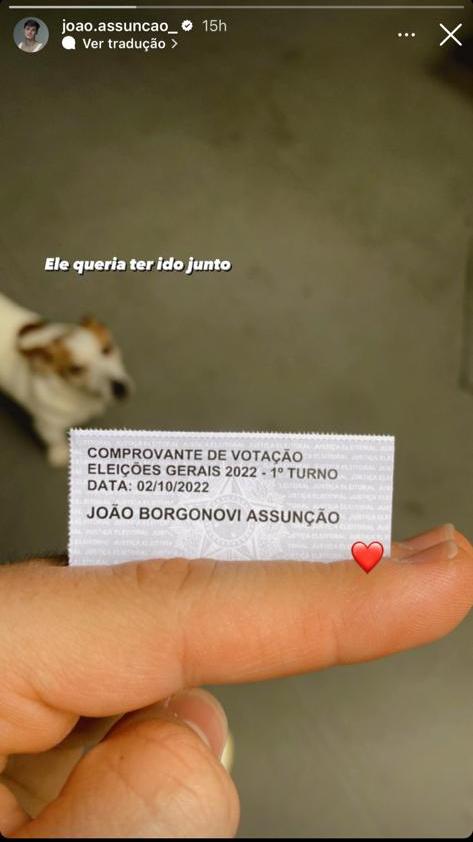 joao.assuncao_ 15h
Ver tradução
Ele queria ter ido junto
COMPROVANTE DE VOTAÇÃO
ELEIÇÕES GERAIS 2022 - 1º TURNO
DATA: 02/10/2022
JOÃO BORGONOVI ASSUNÇÃO